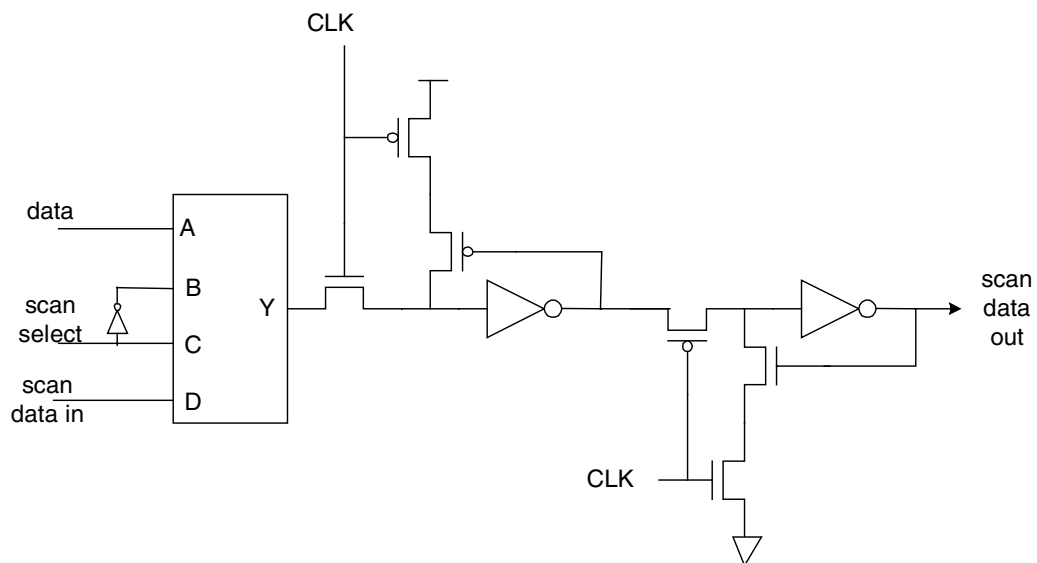 CLK
data
A
B
scan
select
C
Y
scan
data in
D
scan
data
out
CLK